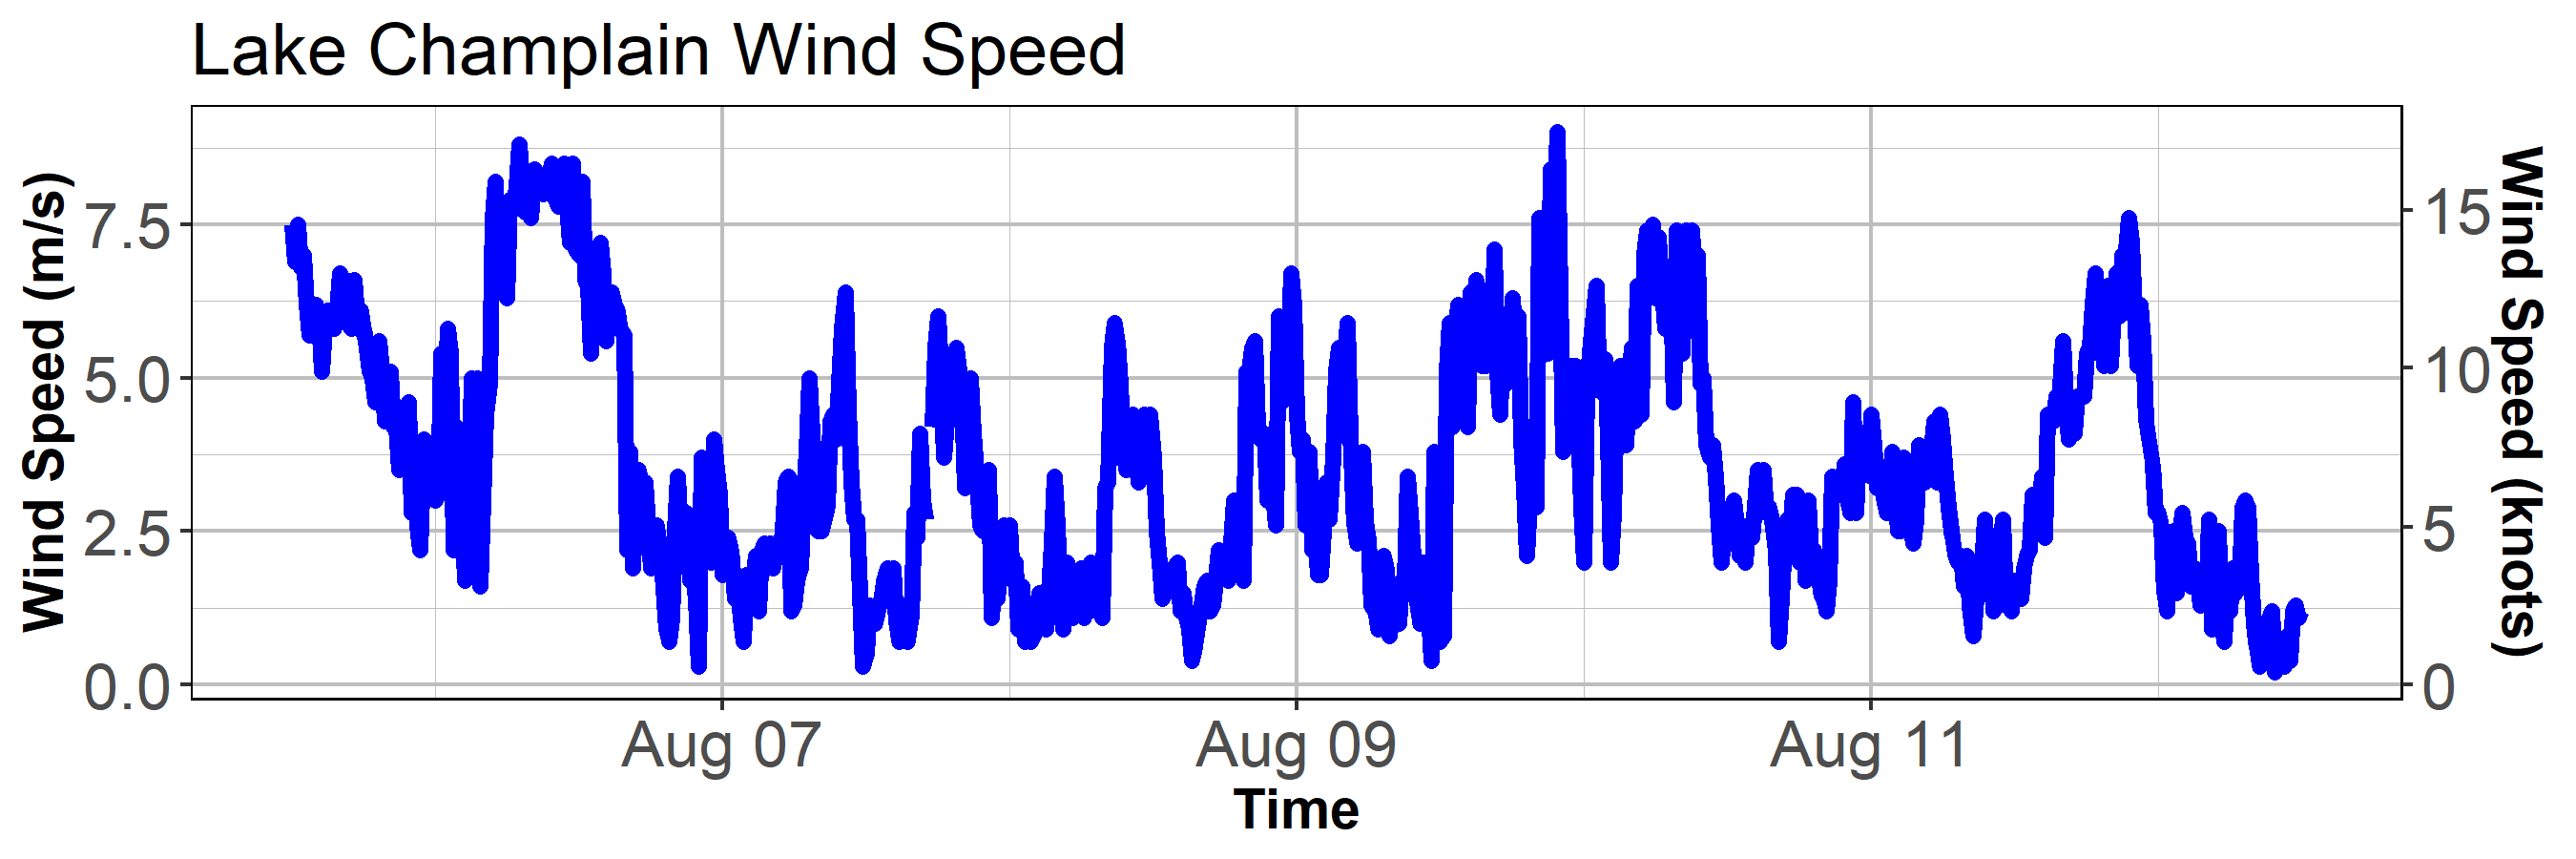 Lake Champlain Wind Speed
Wind Speed (m/s)
7.5
5.0
2.5
0.0
15
10
5
0
Wind Speed (knots)
Aug 07
Aug 09
Aug 11
Time